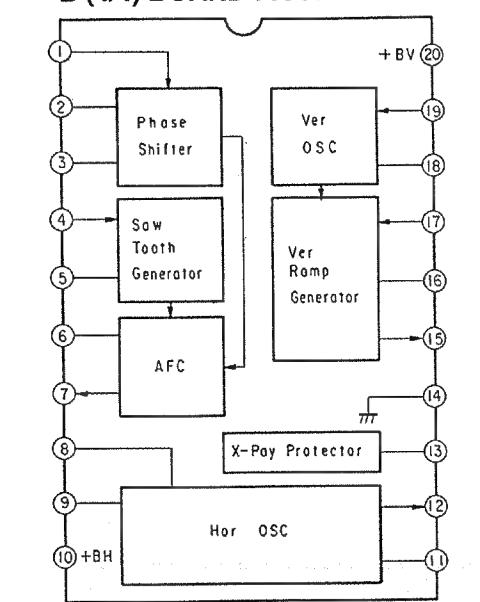 1
+BV 20
2
Phase
Shifter
Ver
OSC
19
3
18
4
Saw
Tooth
Generator
17
5
Ver
Ramp
Generator
16
6
15
AFC
7
14
8
X-Pay Protector
13
9
12
Hor OSC
10 +BH
11